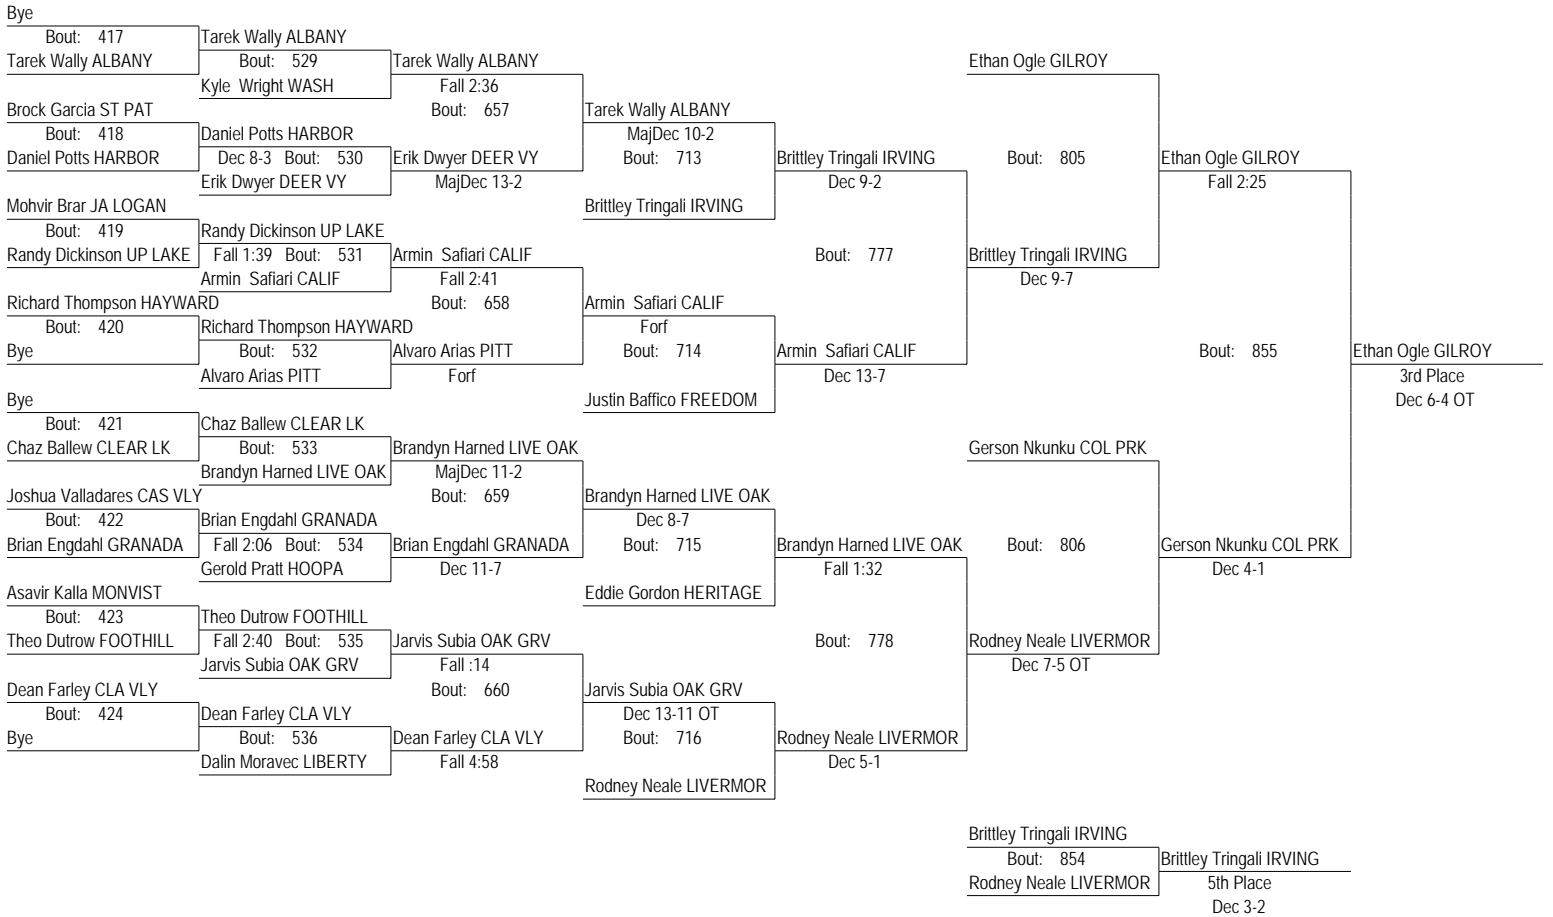 Bye
Bout: 417
Tarek Wally ALBANY
Brock Garcia ST PAT
Bout: 418
Daniel Potts HARBOR
Mohvir Brar JA LOGAN
Bout: 419
Randy Dickinson UP LAKE
Richard Thompson HAYWARD
Bout: 420
Bye
Bye
Bout: 421
Chaz Ballew CLEAR LK
Joshua Valladares CAS VLY
Bout: 422
Brian Engdahl GRANADA
Asavir Kalla MONVIST
Bout: 423
Theo Dutrow FOOTHILL
Dean Farley CLA VLY
Bout: 424
Bye
Tarek Wally ALBANY
Bout: 529
Kyle Wright WASH
Daniel Potts HARBOR
Dec 8-3 Bout: 530
Erik Dwyer DEER VY
Randy Dickinson UP LAKE
Fall 1:39 Bout: 531
Armin Safiari CALIF
Richard Thompson HAYWARD
Bout: 532
Alvaro Arias PITT
Chaz Ballew CLEAR LK
Bout: 533
Brandyn Harned LIVE OAK
Brian Engdahl GRANADA
Fall 2:06 Bout: 534
Gerold Pratt HOOPA
Theo Dutrow FOOTHILL
Fall 2:40 Bout: 535
Jarvis Subia OAK GRV
Dean Farley CLA VLY
Bout: 536
Dalin Moravec LIBERTY
Tarek Wally ALBANY
Fall 2:36
Bout: 657
Erik Dwyer DEER VY
MajDec 13-2
Armin Safiari CALIF
Fall 2:41
Bout: 658
Alvaro Arias PITT
Forf
Brandyn Harned LIVE OAK
MajDec 11-2
Bout: 659
Brian Engdahl GRANADA
Dec 11-7
Jarvis Subia OAK GRV
Fall :14
Bout: 660
Dean Farley CLA VLY
Fall 4:58
Tarek Wally ALBANY
MajDec 10-2
Bout: 713
Brittley Tringali IRVING
Armin Safiari CALIF
Forf
Bout: 714
Justin Baffico FREEDOM
Brandyn Harned LIVE OAK
Dec 8-7
Bout: 715
Eddie Gordon HERITAGE
Jarvis Subia OAK GRV
Dec 13-11 OT
Bout: 716
Rodney Neale LIVERMOR
Brittley Tringali IRVING
Dec 9-2
Bout: 777
Armin Safiari CALIF
Dec 13-7
Brandyn Harned LIVE OAK
Fall 1:32
Bout: 778
Rodney Neale LIVERMOR
Dec 5-1
Ethan Ogle GILROY
Bout: 805
Brittley Tringali IRVING
Dec 9-7
Gerson Nkunku COL PRK
Bout: 806
Rodney Neale LIVERMOR
Dec 7-5 OT
Ethan Ogle GILROY
Fall 2:25
Bout: 855
Gerson Nkunku COL PRK
Dec 4-1
Ethan Ogle GILROY
3rd Place
Dec 6-4 OT
Brittley Tringali IRVING
Bout: 854
Rodney Neale LIVERMOR
Brittley Tringali IRVING
5th Place
Dec 3-2